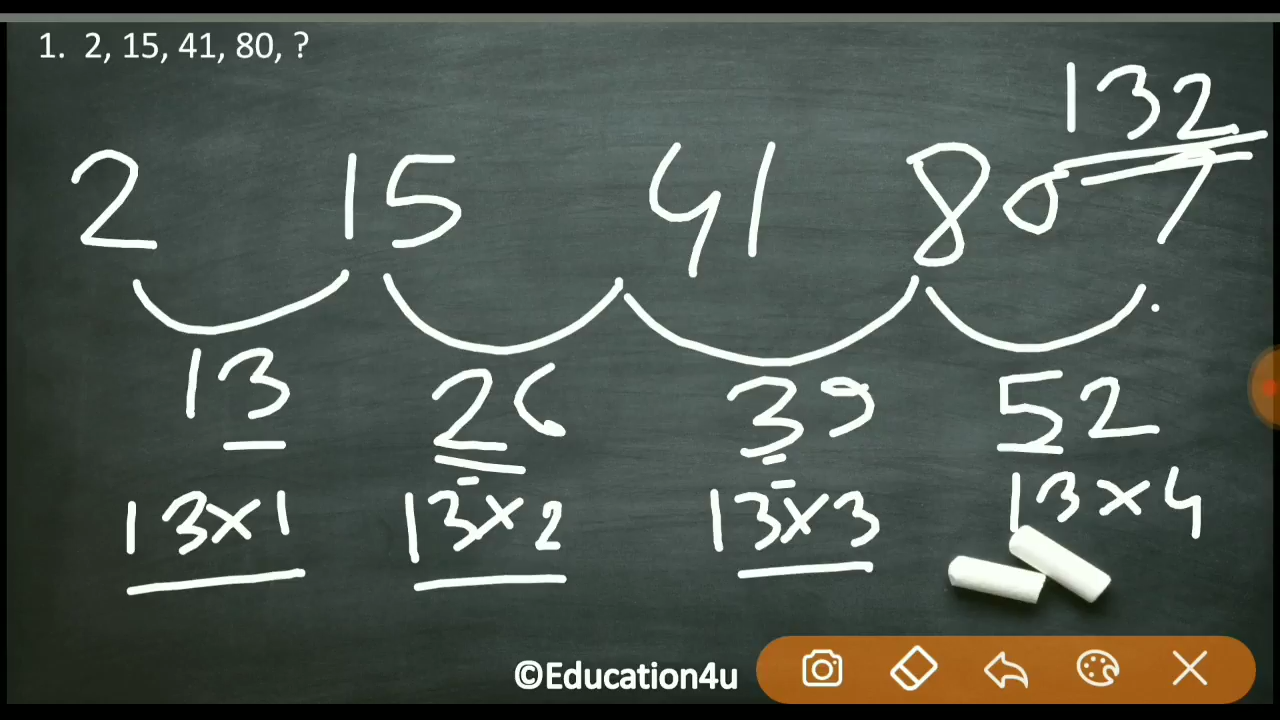 1. 2, 15, 41, 80, ?
132
2 15 41 80 ?
13 26 39 52
13×1 13×2 13×3 13×4
©Education4u